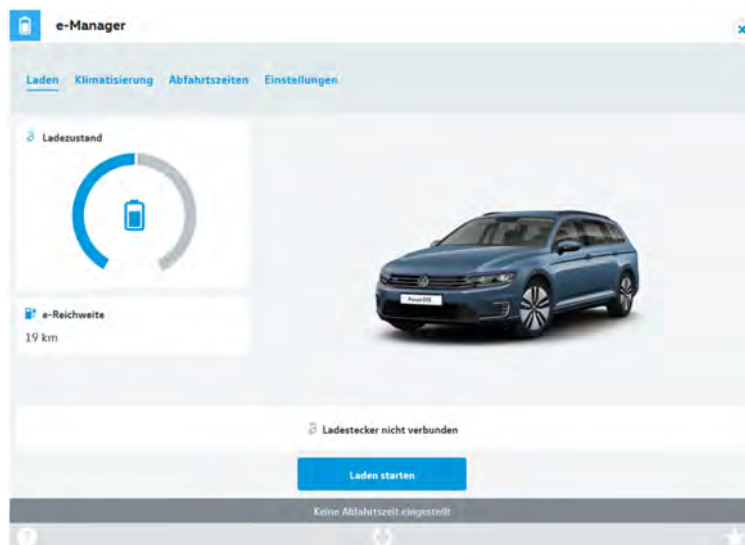 e-Manager
Laden Klimatisierung Abfahrtszeiten Einstellungen
Ladezustand
e-Reichweite
19 km
Ladestecker nicht verbunden
Laden starten
Keine Abfahrtszeit eingestellt